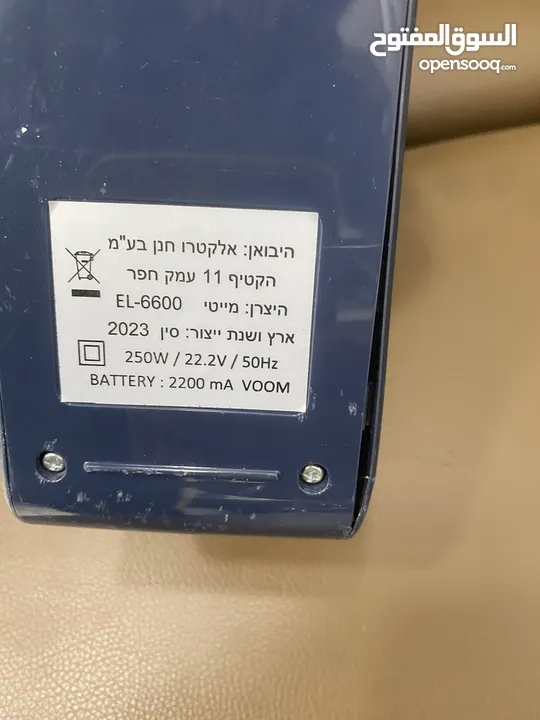 السوق المفتوح
opensooq.com
היבואן: אלקטרו חנן בע"מ
הקטיף 11 עמק חפר
היצרן: מייטי EL-6600
ארץ ושנת ייצור: סין 2023
250W / 22.2V / 50Hz
BATTERY : 2200 mA VOOM